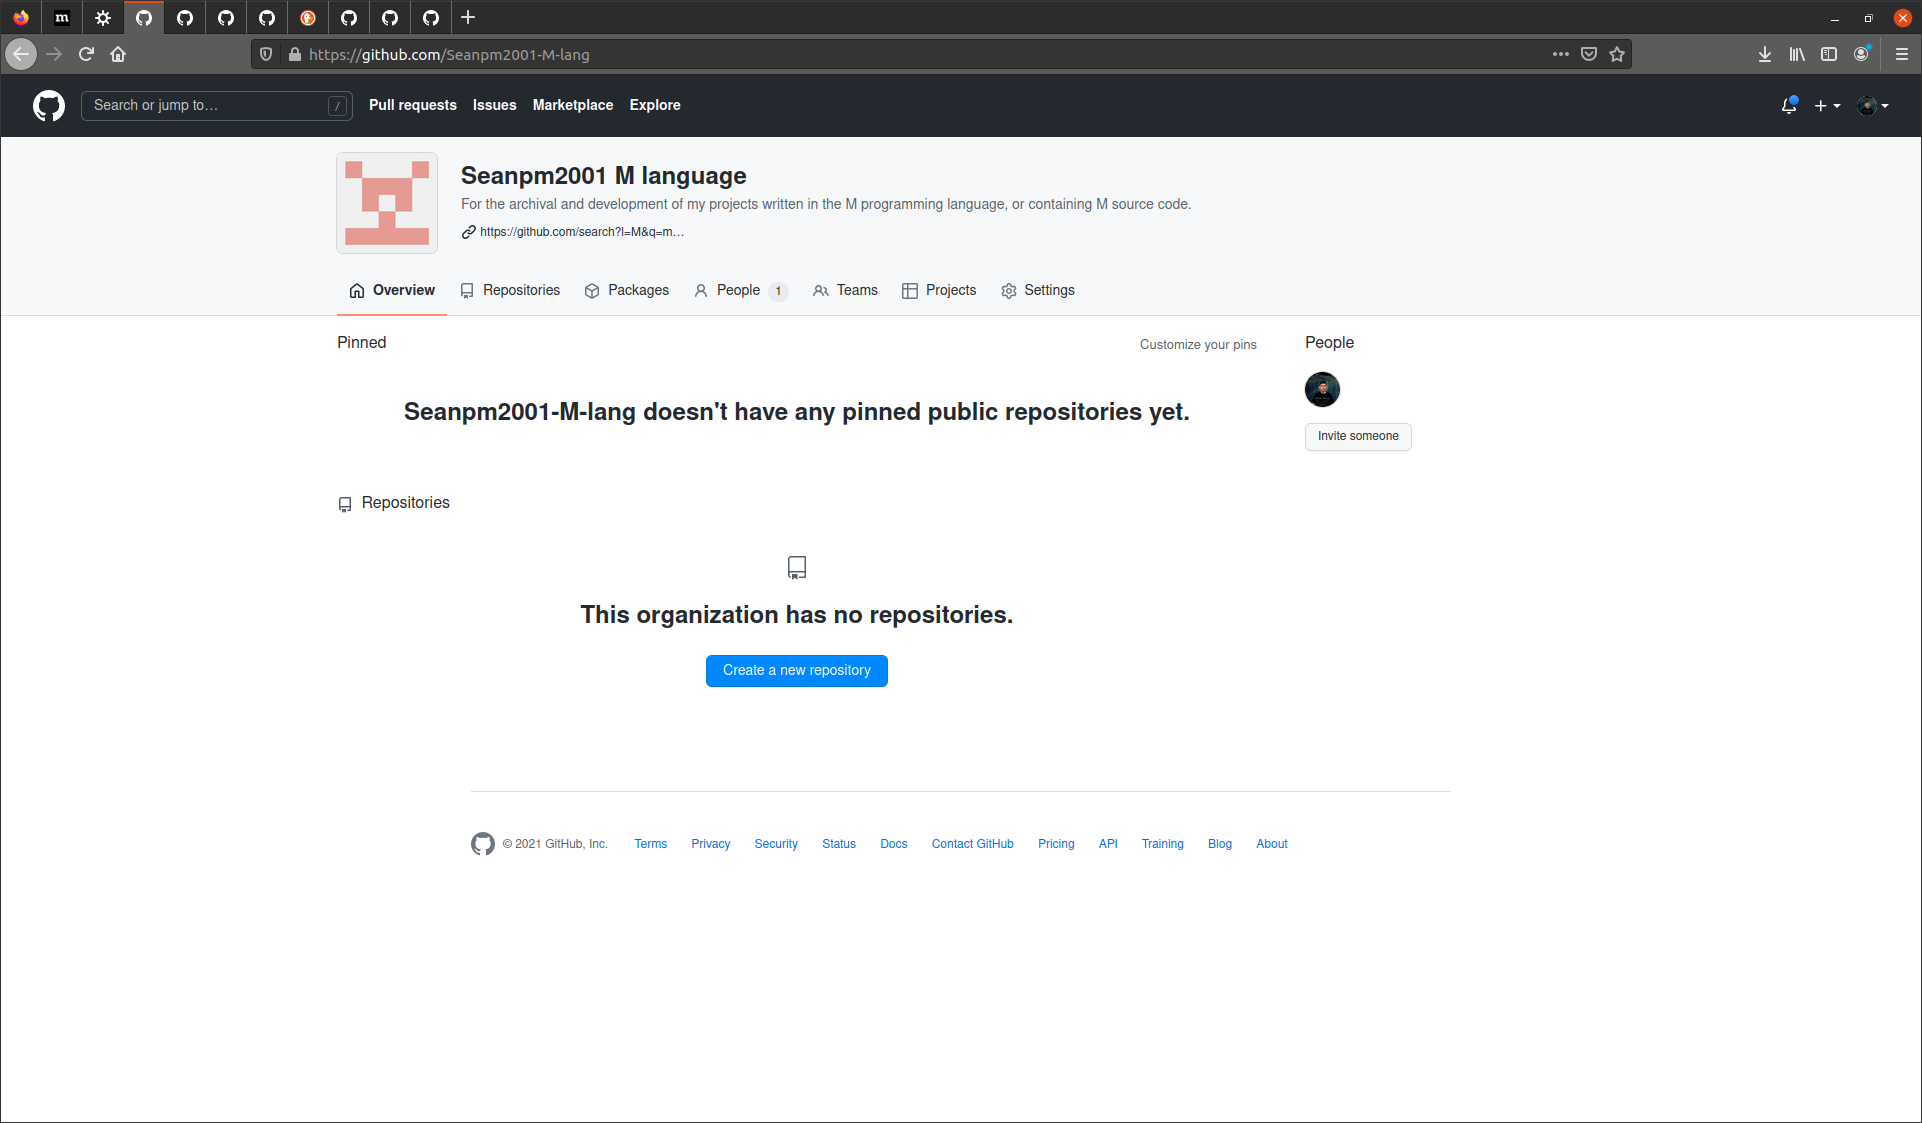 m
https://github.com/Seanpm2001-M-lang
Search or jump to… /
Pull requests Issues Marketplace Explore
Seanpm2001 M language
For the archival and development of my projects written in the M programming language, or containing M source code.
https://github.com/search?l=M&q=m…
Overview Repositories Packages People 1 Teams Projects Settings
Pinned Customize your pins People
Seanpm2001-M-lang doesn't have any pinned public repositories yet.
Invite someone
Repositories
This organization has no repositories.
Create a new repository
© 2021 GitHub, Inc. Terms Privacy Security Status Docs Contact GitHub Pricing API Training Blog About